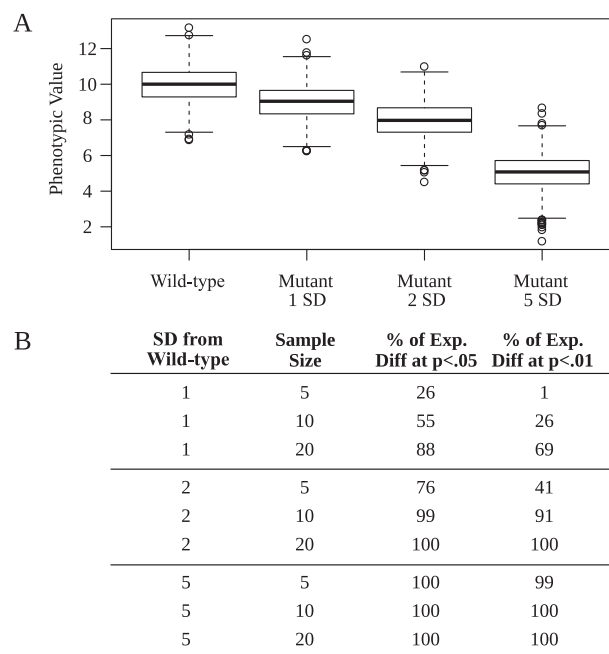 A
Phenotypic Value
12
10
8
6
4
2
Wild-type
Mutant
1 SD
Mutant
2 SD
Mutant
5 SD
B
SD from Wild-type Sample Size % of Exp. Diff at p<.05 % of Exp. Diff at p<.01
1 5 26 1
1 10 55 26
1 20 88 69
2 5 76 41
2 10 99 91
2 20 100 100
5 5 100 99
5 10 100 100
5 20 100 100